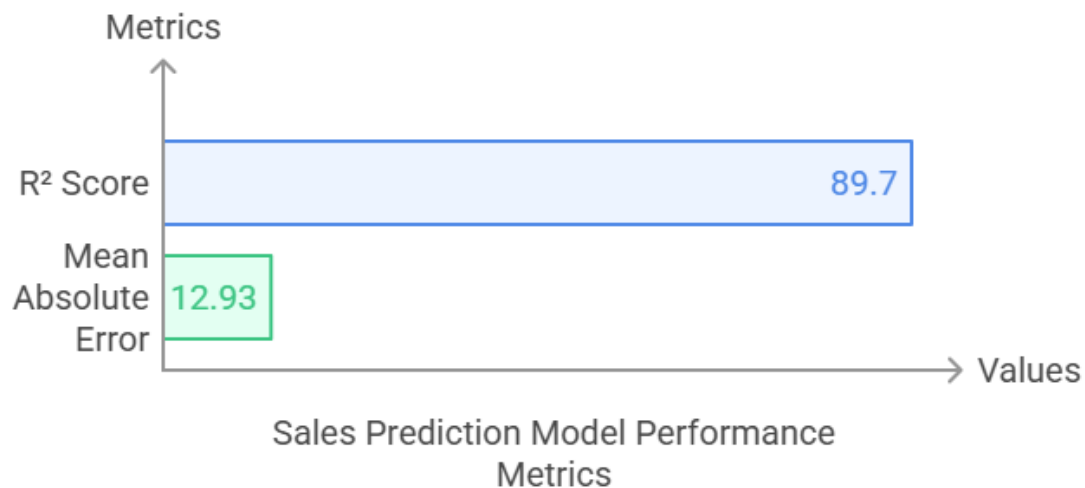 Metrics
R² Score
89.7
Mean
Absolute
Error
12.93
Values
Sales Prediction Model Performance
Metrics